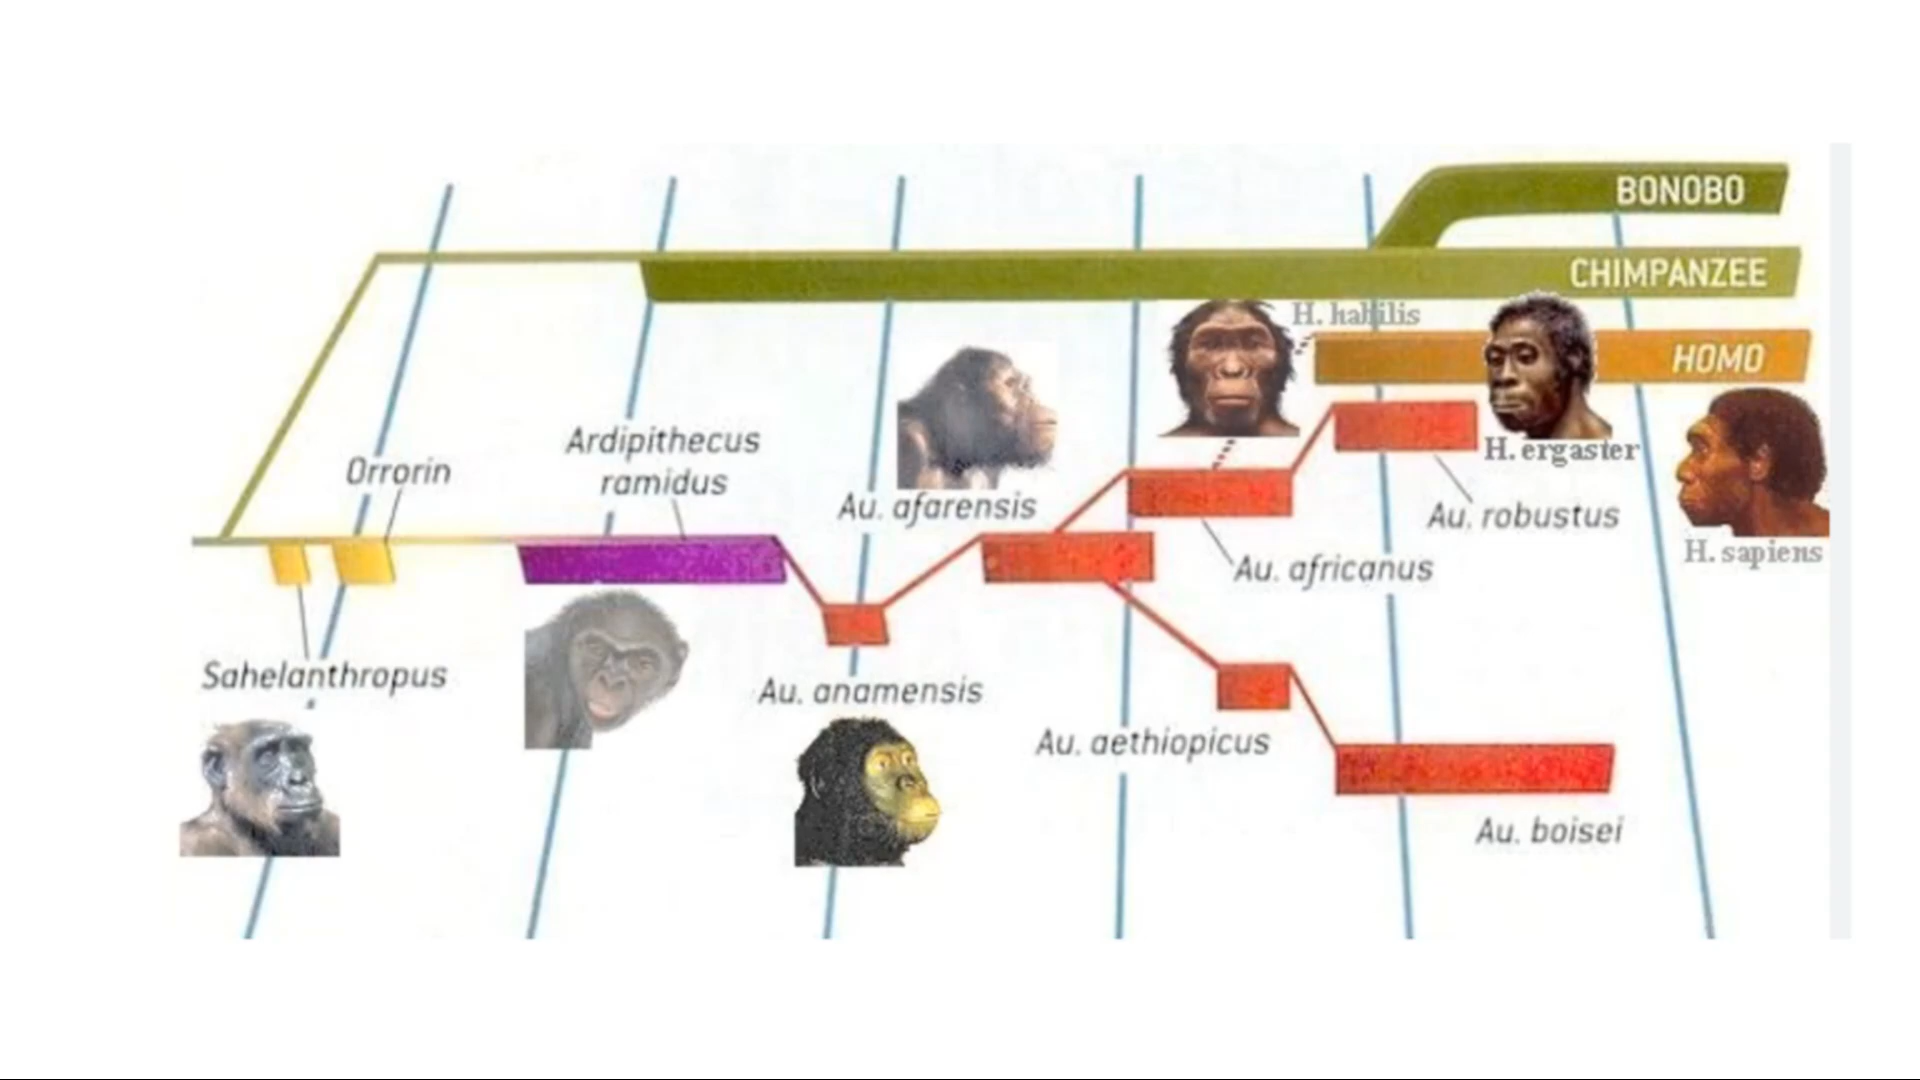 BONOBO
CHIMPANZEE
H. habilis
HOMO
Ardipithecus
ramidus
Orrorin
H. ergaster
Au. afarensis
Au. robustus
H. sapiens
Au. africanus
Sahelanthropus
Au. anamensis
Au. aethiopicus
Au. boisei